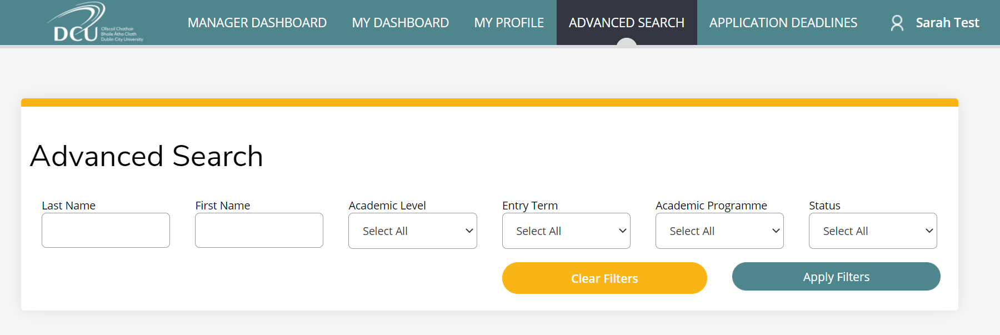 DCU
Ollscoil Chathair
Bhaile Átha Cliath
Dublin City University
MANAGER DASHBOARD
MY DASHBOARD
MY PROFILE
ADVANCED SEARCH
APPLICATION DEADLINES
Sarah Test
Advanced Search
Last Name
First Name
Academic Level
Entry Term
Academic Programme
Status
Select All
Select All
Select All
Select All
Clear Filters
Apply Filters